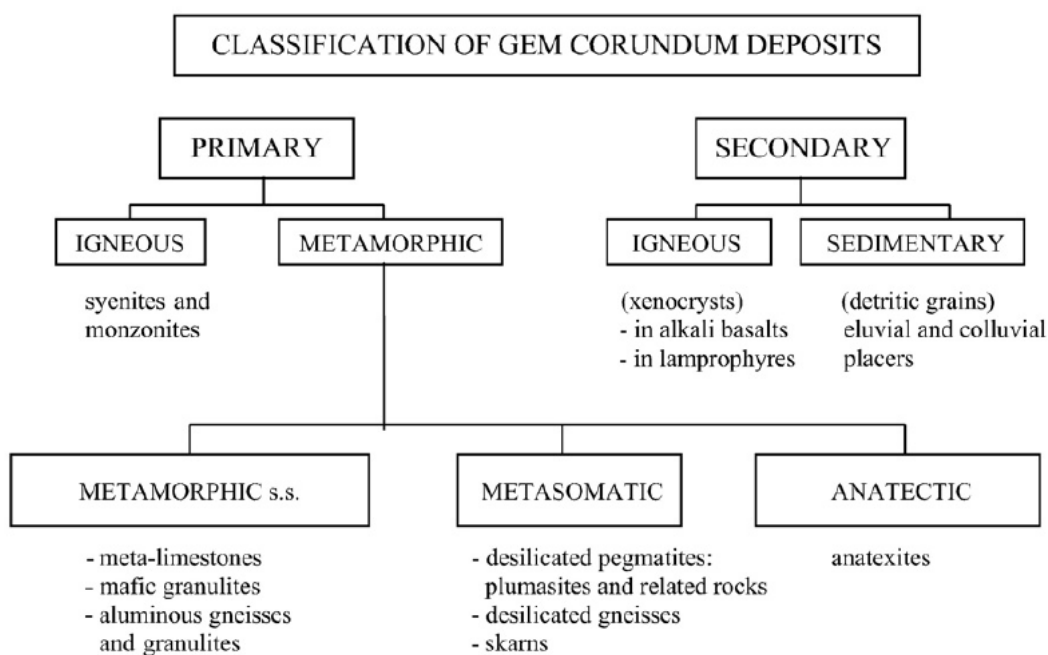 CLASSIFICATION OF GEM CORUNDUM DEPOSITS
PRIMARY
SECONDARY
IGNEOUS
METAMORPHIC
IGNEOUS
SEDIMENTARY
syenites and
monzonites
(xenocrysts)
- in alkali basalts
- in lamprophyres
(detritic grains)
eluvial and colluvial
placers
METAMORPHIC s.s.
METASOMATIC
ANATECTIC
- meta-limestones
- mafic granulites
- aluminous gneisses
and granulites
- desilicated pegmatites:
plumasites and related rocks
- desilicated gneisses
- skarns
anatexites